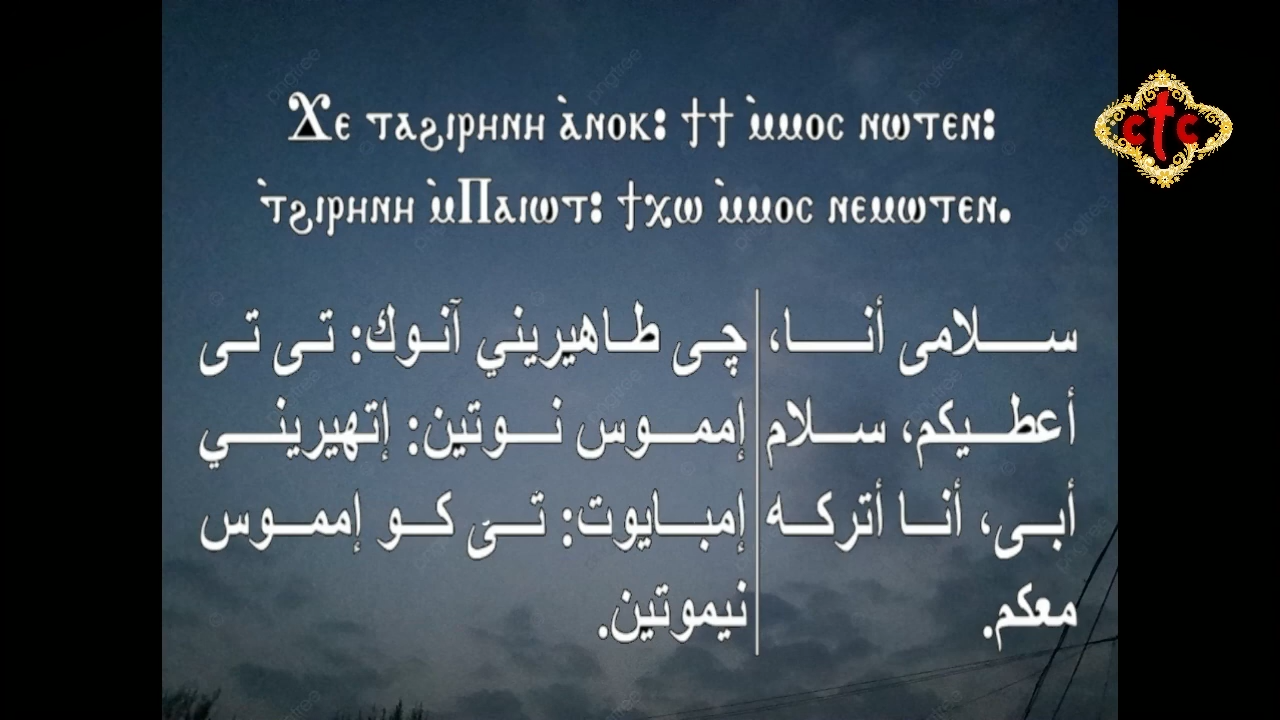 Ϫⲉ ⲧⲁϩⲓⲣⲏⲛⲏ ⲁ̀ⲛⲟⲕ: ϯϯ ⲙ̀ⲙⲟⲥ ⲛⲱⲧⲉⲛ:
ⲧ̀ϩⲓⲣⲏⲛⲏ ⲙ̀Ⲡⲁⲓⲱⲧ: ϯⲭⲱ ⲙ̀ⲙⲟⲥ ⲛⲉⲙⲱⲧⲉⲛ.
سلامى أنا،
أعطيكم، سلام
أبى، أنا أتركه
معكم.
چى طاهيريني آنوك: تى تى
إمموس نوتين: إتهيريني
إمبايوت: تىّ كو إمموس
نيموتين.
CTC